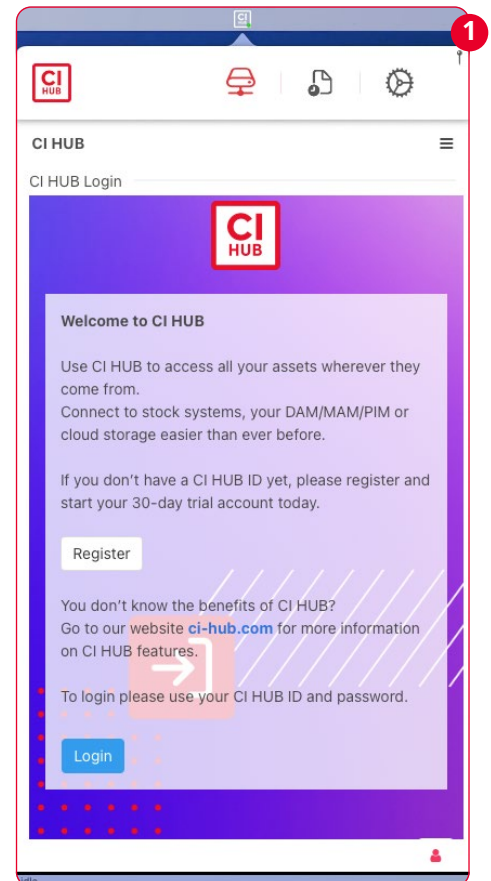 CI
1
CI
HUB
CI HUB
CI HUB Login
CI
HUB
Welcome to CI HUB
Use CI HUB to access all your assets wherever they
come from.
Connect to stock systems, your DAM/MAM/PIM or
cloud storage easier than ever before.
If you don't have a CI HUB ID yet, please register and
start your 30-day trial account today.
Register
You don't know the benefits of CI HUB?
Go to our website ci-hub.com for more information
on CI HUB features.
To login please use your CI HUB ID and password.
Login